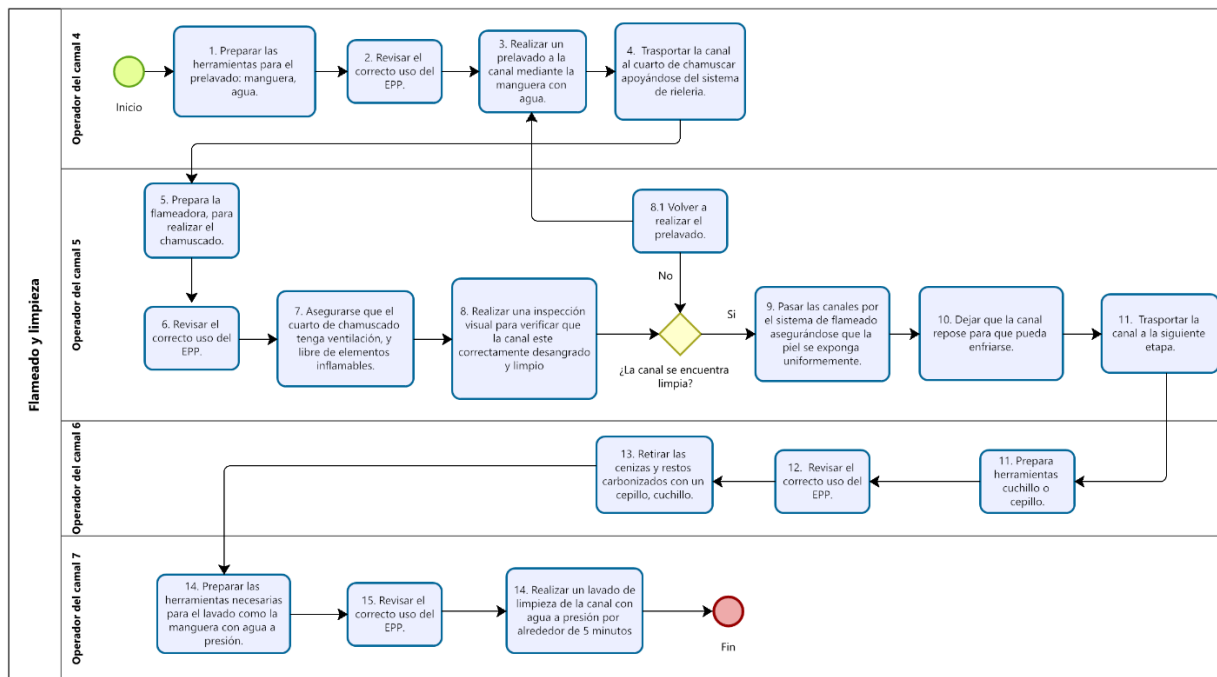 Flameado y limpieza
Operador del camal 4
Inicio
1. Preparar las
herramientas para el
prelavado: manguera,
agua.
2. Revisar el
correcto uso del
EPP.
3. Realizar un
prelavado a la
canal mediante la
manguera con
agua.
4. Trasportar la canal
al cuarto de chamuscar
apoyándose del sistema
de rieleria.
Operador del camal 5
5. Prepara la
flameadora, para
realizar el
chamuscado.
6. Revisar el
correcto uso del
EPP.
7. Asegurarse que el
cuarto de chamuscado
tenga ventilación, y
libre de elementos
inflamables.
8. Realizar una inspección
visual para verificar que
la canal este
correctamente desangrado
y limpio
8.1 Volver a
realizar el
prelavado.
No
Si
¿La canal se encuentra
limpia?
9. Pasar las canales por
el sistema de flameado
asegurándose que la
piel se exponga
uniformemente.
10. Dejar que la canal
repose para que pueda
enfriarse.
11. Trasportar la
canal a la siguiente
etapa.
Operador del camal 6
11. Prepara
herramientas
cuchillo o
cepillo.
12. Revisar el
correcto uso del
EPP.
13. Retirar las
cenizas y restos
carbonizados con un
cepillo, cuchillo.
Operador del camal 7
14. Preparar las
herramientas necesarias
para el lavado como la
manguera con agua a
presión.
15. Revisar el
correcto uso del
EPP.
14. Realizar un lavado de
limpieza de la canal con
agua a presión por
alrededor de 5 minutos
Fin